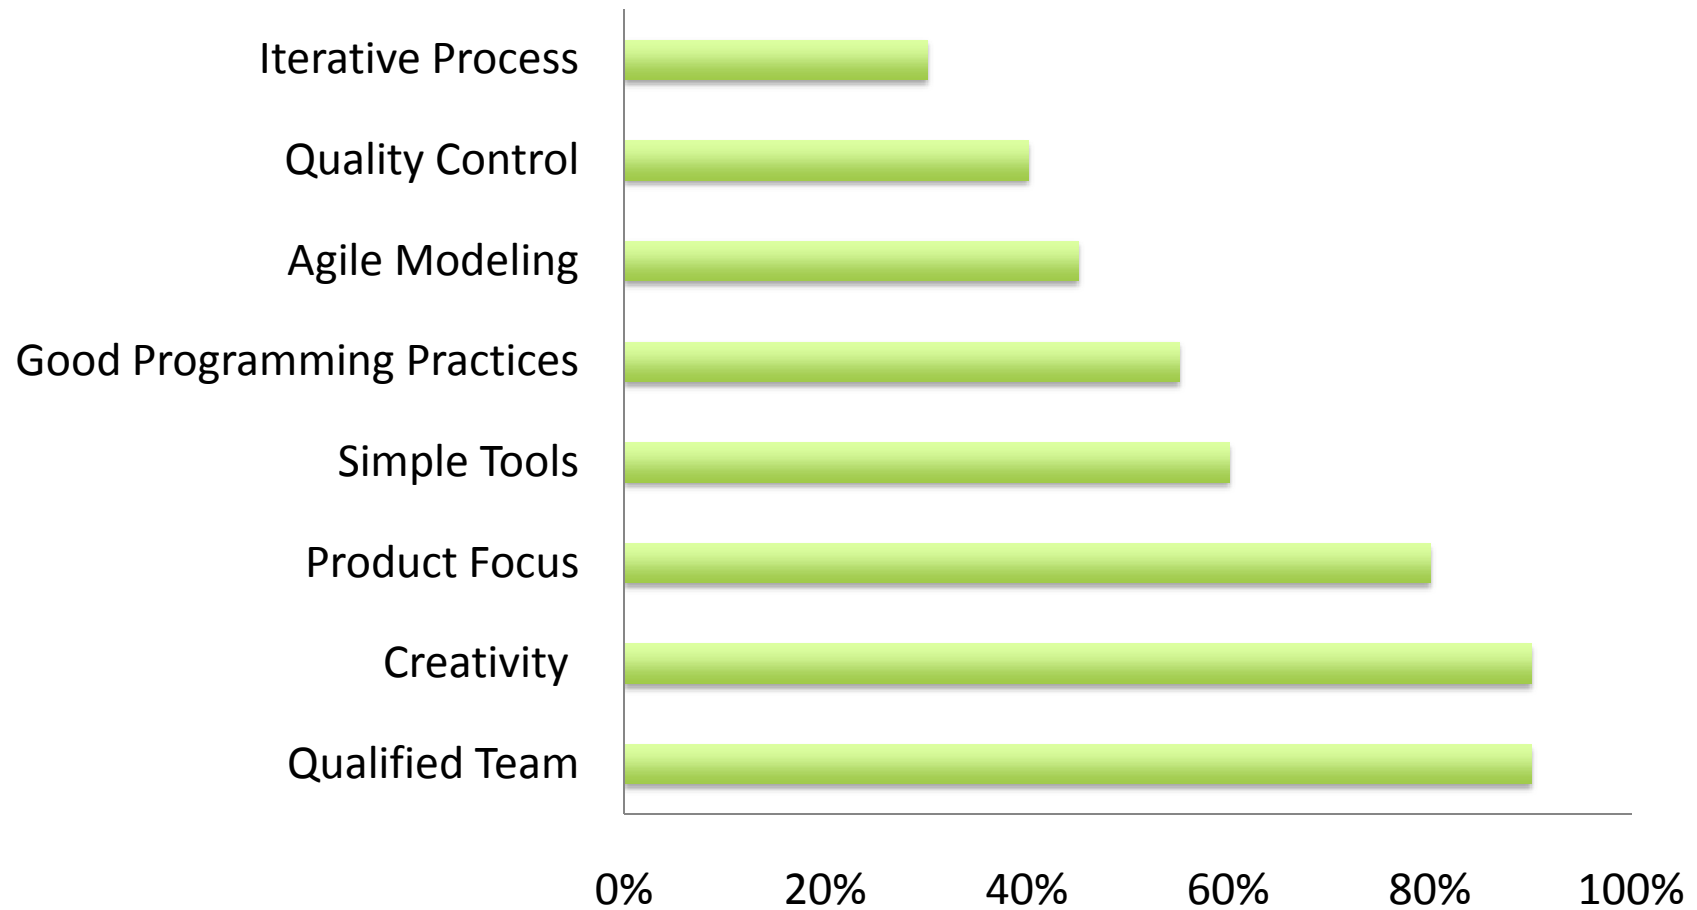 Iterative Process
Quality Control
Agile Modeling
Good Programming Practices
Simple Tools
Product Focus
Creativity
Qualified Team
0% 20% 40% 60% 80% 100%